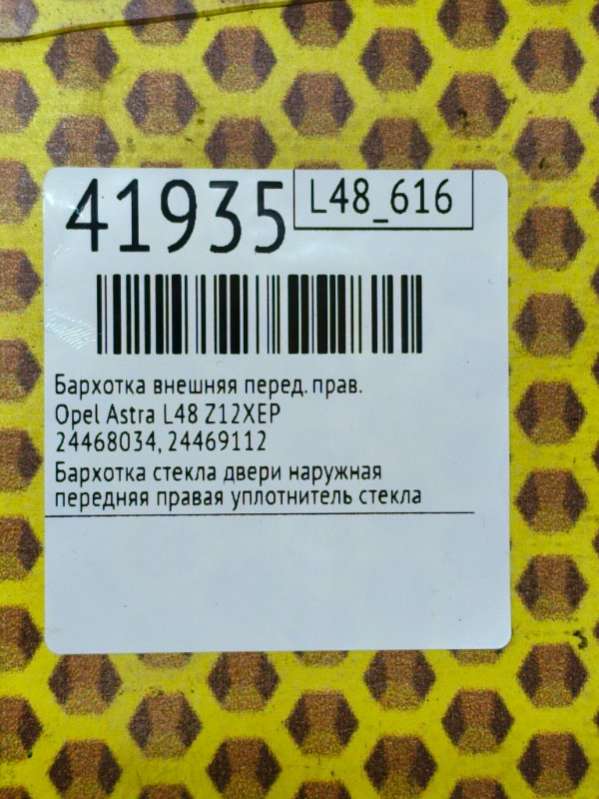 41935
L48_616
Бархотка внешняя перед. прав.
Opel Astra L48 Z12XEP
24468034, 24469112
Бархотка стекла двери наружная
передняя правая уплотнитель стекла